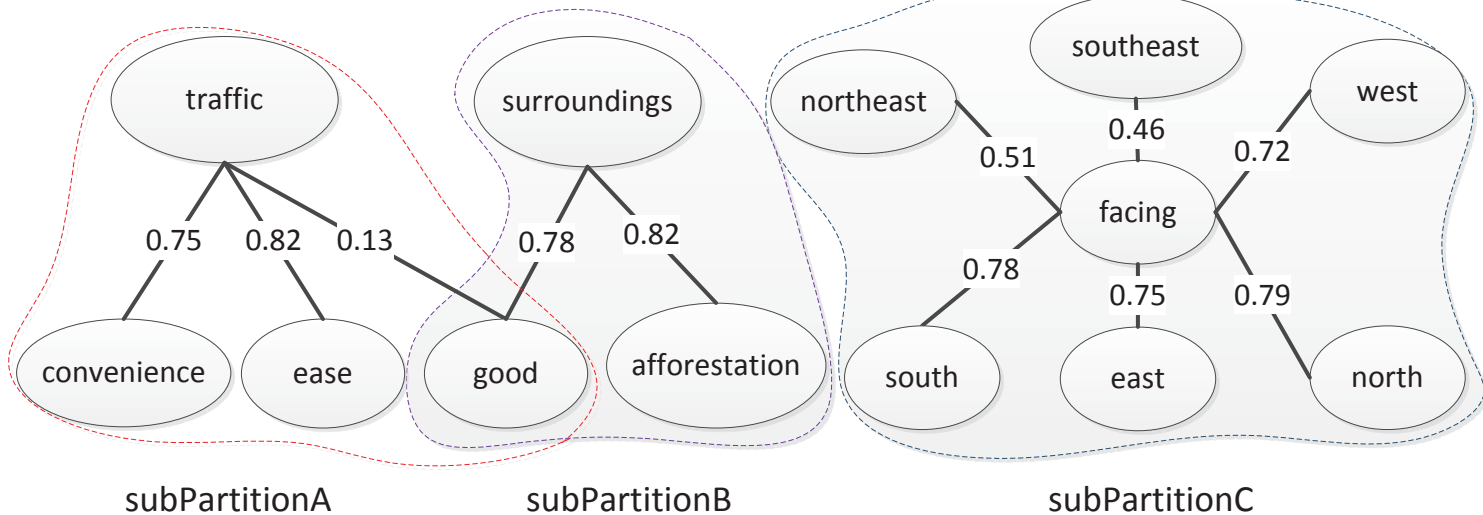 southeast
traffic
surroundings
northeast
west
0.46
0.51
0.72
facing
0.75
0.82
0.13
0.78
0.82
0.78
0.75
0.79
convenience
ease
good
afforestation
south
east
north
subPartitionA
subPartitionB
subPartitionC